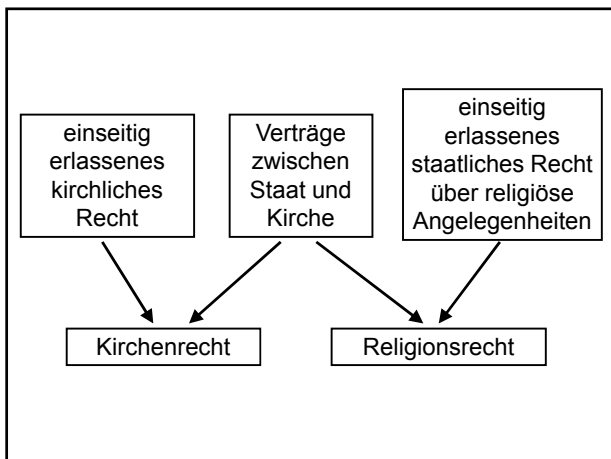 einseitig
erlassenes
kirchliches
Recht
Verträge
zwischen
Staat und
Kirche
einseitig
erlassenes
staatliches Recht
über religiöse
Angelegenheiten
Kirchenrecht
Religionsrecht